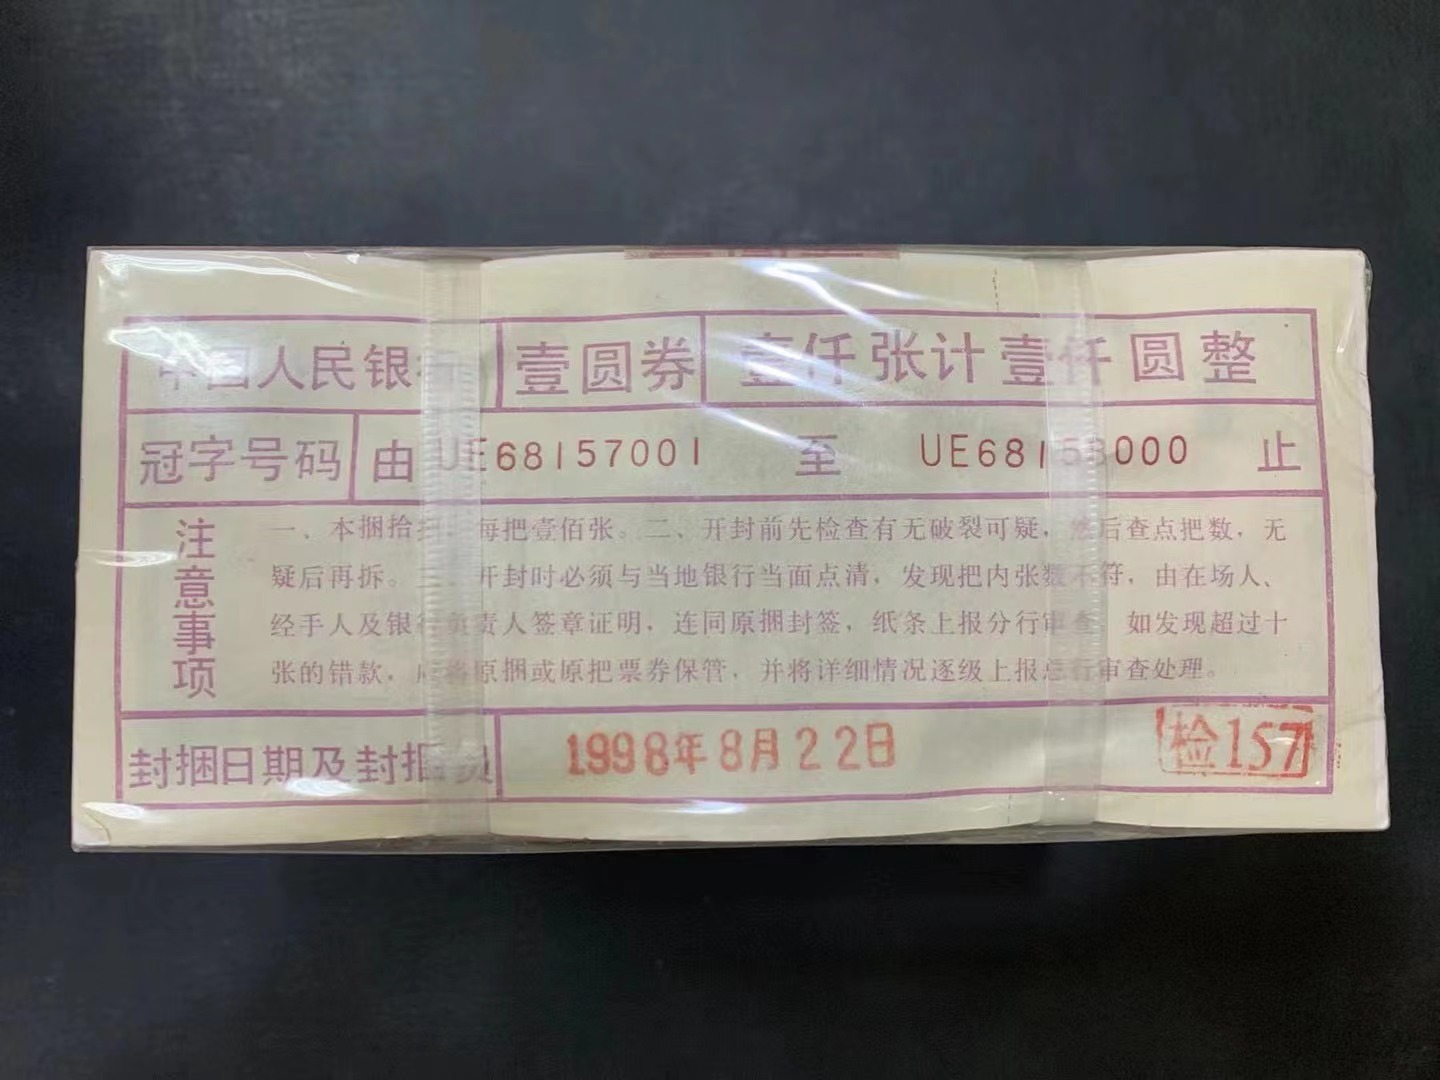 中国人民银行 壹圆券 壹仟张计壹仟圆整
冠字号码 由 UE68157001 至 UE68158000 止
注意事项
一、本捆拾把,每把壹佰张。二、开封前先检查有无破裂可疑,然后查点把数,无
疑后再拆。三、开封时必须与当地银行当面点清,发现把内张数不符,由在场人、
经手人及银行负责人签章证明,连同原捆封签,纸条上报分行审查。如发现超过十
张的错款,应将原捆或原把票券保管,并将详细情况逐级上报总行审查处理。
封捆日期及封捆员 1998年8月22日 检157